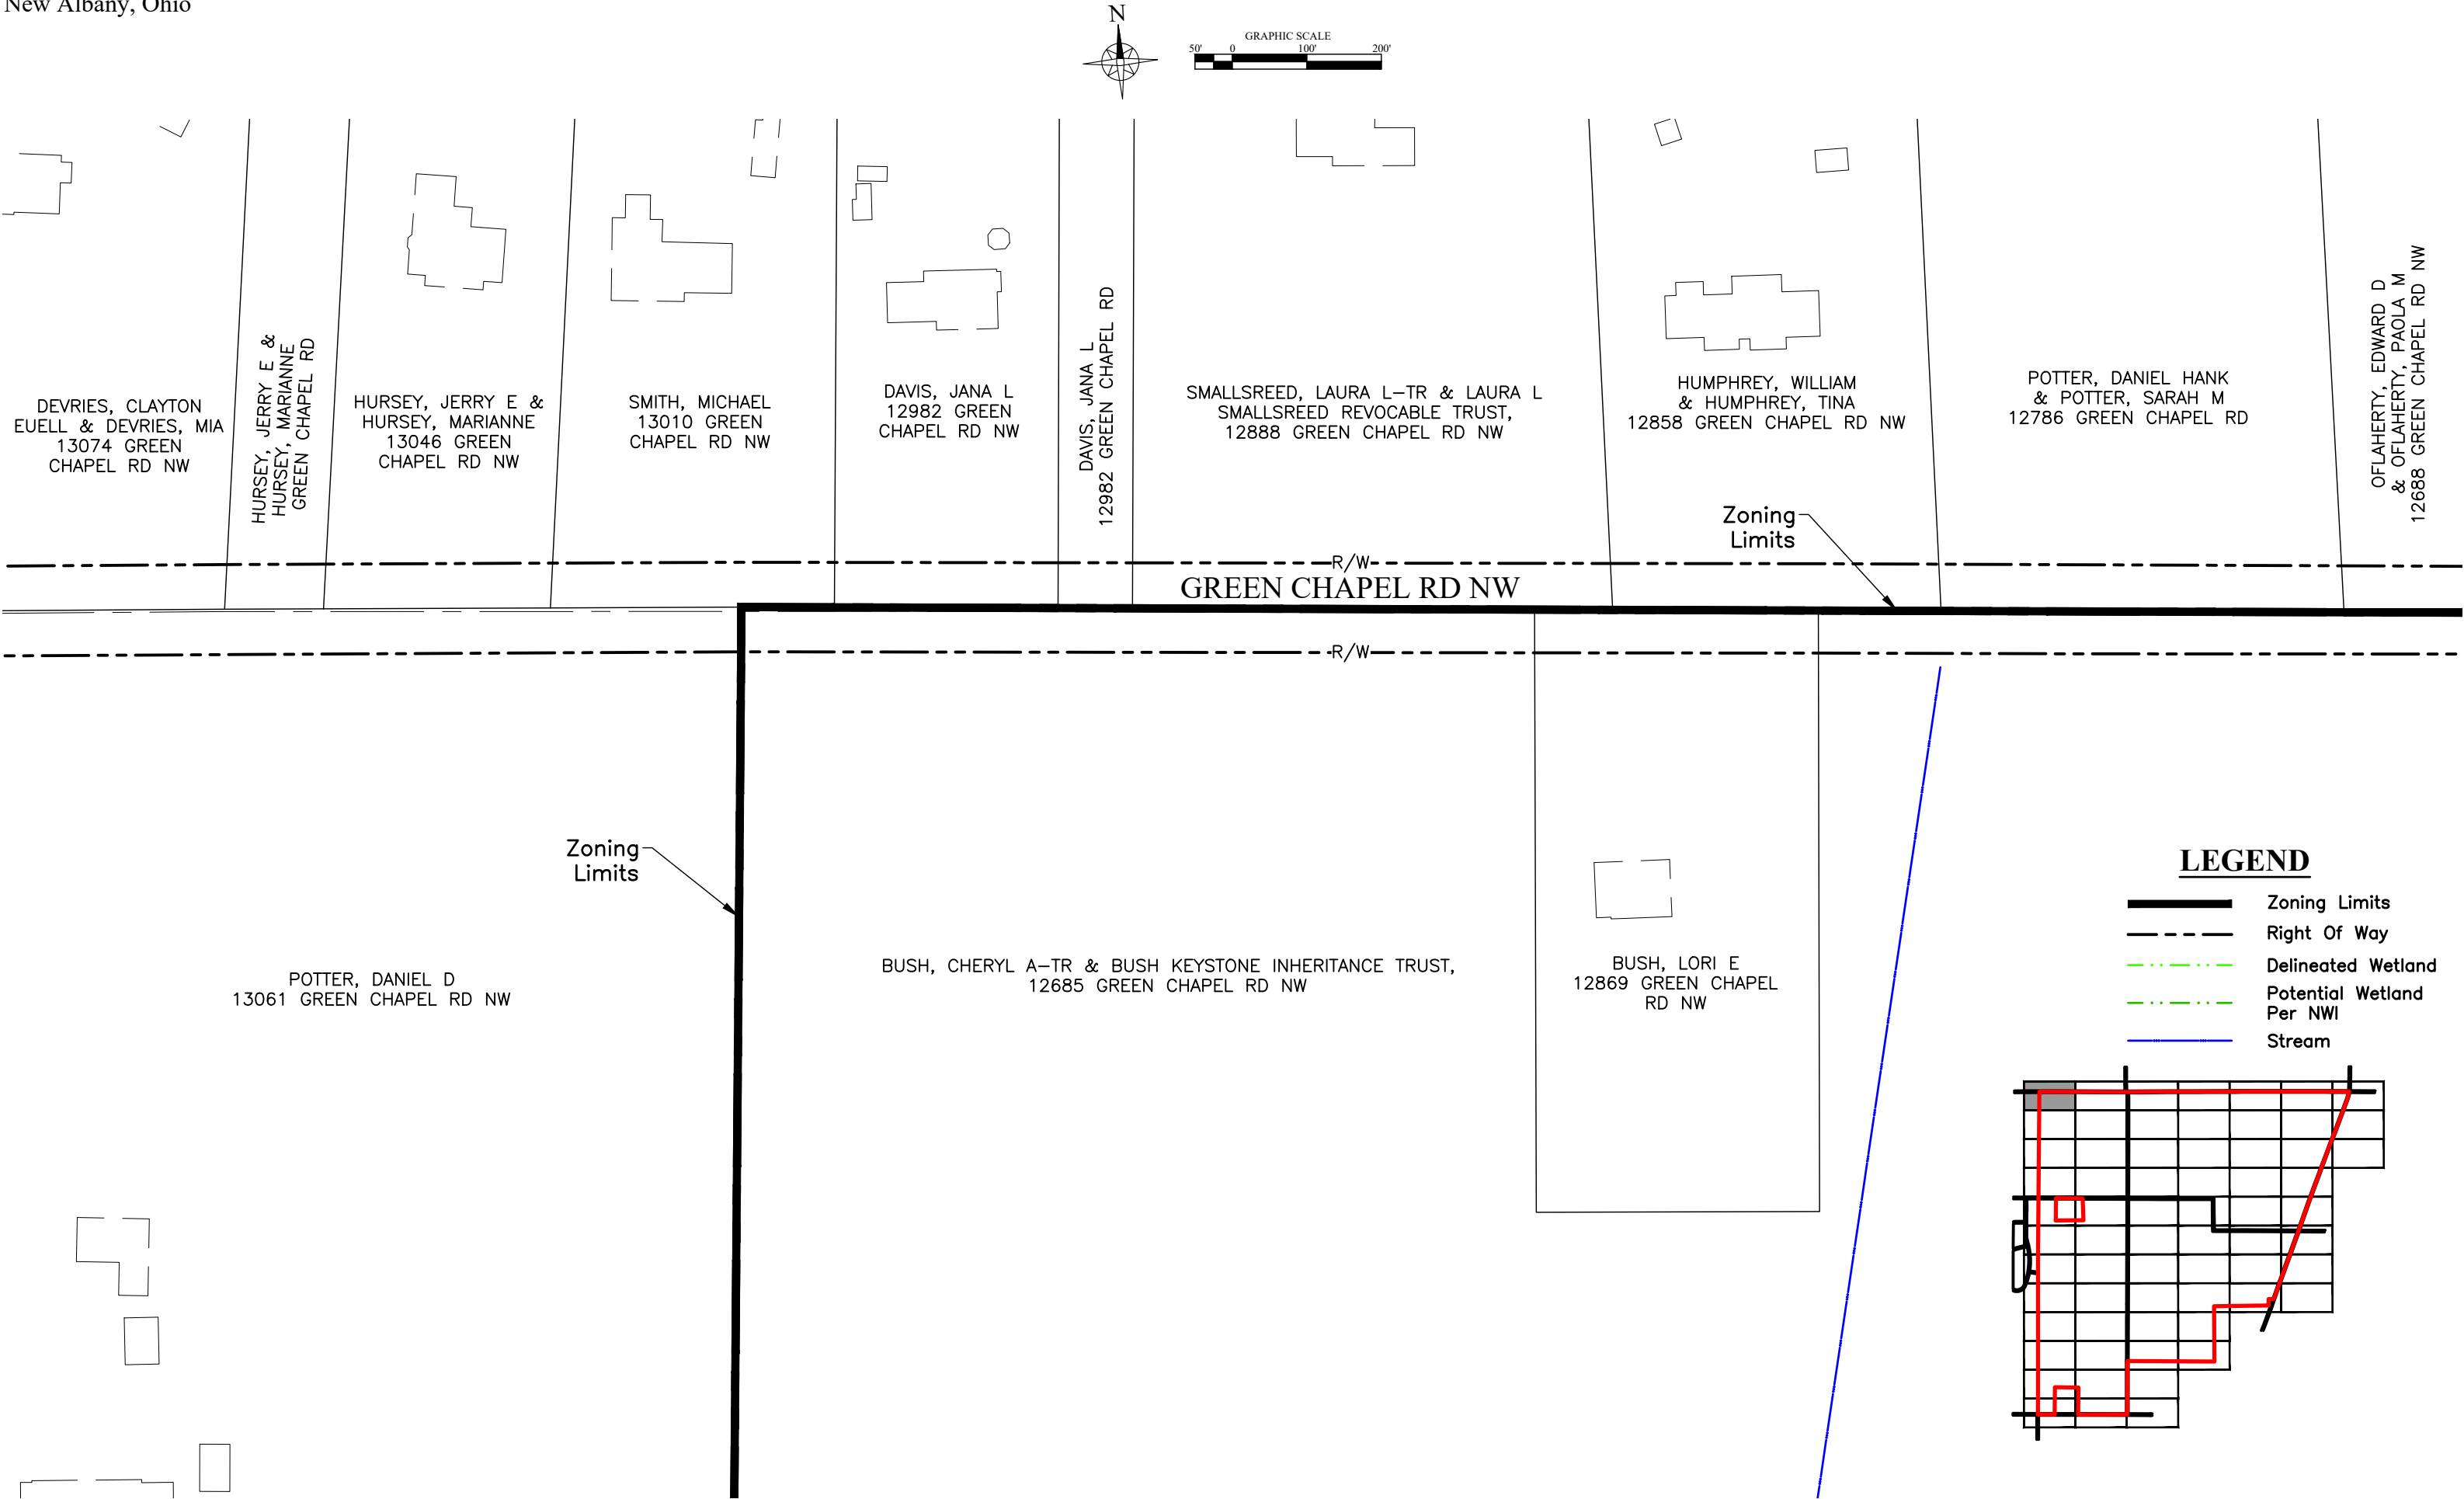 New Albany, Ohio
N
GRAPHIC SCALE
50' 0 100' 200'
DEVRIES, CLAYTON
EUELL & DEVRIES, MIA
13074 GREEN
CHAPEL RD NW
HURSEY, JERRY E &
HURSEY, MARIANNE
GREEN CHAPEL RD
HURSEY, JERRY E &
HURSEY, MARIANNE
13046 GREEN
CHAPEL RD NW
SMITH, MICHAEL
13010 GREEN
CHAPEL RD NW
DAVIS, JANA L
12982 GREEN
CHAPEL RD NW
DAVIS, JANA L
12982 GREEN CHAPEL RD
SMALLSREED, LAURA L-TR & LAURA L
SMALLSREED REVOCABLE TRUST,
12888 GREEN CHAPEL RD NW
HUMPHREY, WILLIAM
& HUMPHREY, TINA
12858 GREEN CHAPEL RD NW
POTTER, DANIEL HANK
& POTTER, SARAH M
12786 GREEN CHAPEL RD
OFLAHERTY, EDWARD D
& OFLAHERTY, PAOLA M
12688 GREEN CHAPEL RD NW
Zoning
Limits
R/W
GREEN CHAPEL RD NW
R/W
Zoning
Limits
POTTER, DANIEL D
13061 GREEN CHAPEL RD NW
BUSH, CHERYL A-TR & BUSH KEYSTONE INHERITANCE TRUST,
12685 GREEN CHAPEL RD NW
BUSH, LORI E
12869 GREEN CHAPEL
RD NW
LEGEND
Zoning Limits
Right Of Way
Delineated Wetland
Potential Wetland
Per NWI
Stream